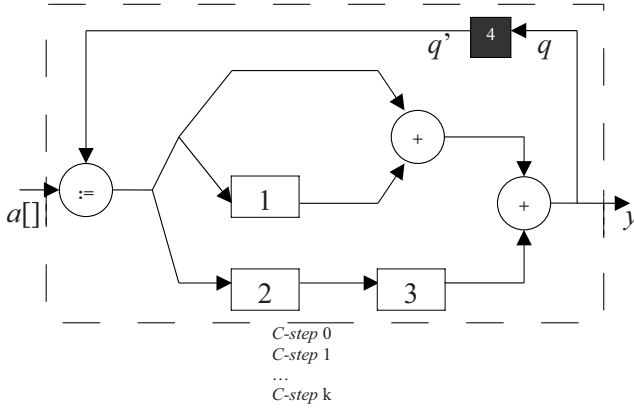 4
q’ q
+
:=
a[]
1
+
y
2 3
C-step 0
C-step 1
...
C-step k